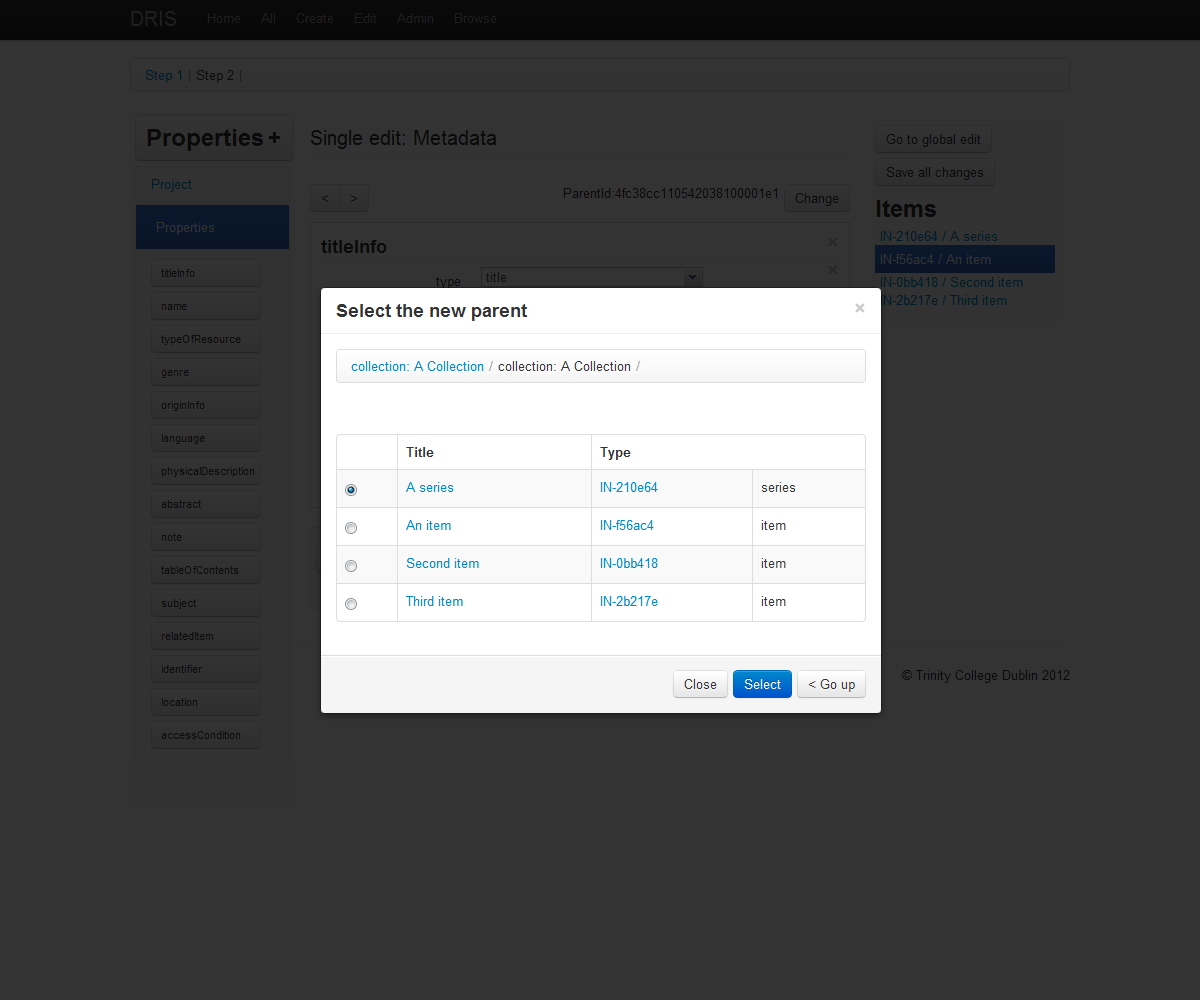 DRIS Home All Create Edit Admin Browse
Step 1 | Step 2 |
Properties +
Project
Properties
titleInfo
name
typeOfResource
genre
originInfo
language
physicalDescription
abstract
note
tableOfContents
subject
relatedItem
identifier
location
accessCondition
Single edit: Metadata
< >
ParentId:4fc38cc110542038100001e1 Change
titleInfo ×
type title ×
Go to global edit
Save all changes
Items
IN-210e64 / A series
IN-f56ac4 / An item
IN-0bb418 / Second item
IN-2b217e / Third item
Select the new parent ×
collection: A Collection / collection: A Collection /
Title Type
A series IN-210e64 series
An item IN-f56ac4 item
Second item IN-0bb418 item
Third item IN-2b217e item
Close Select < Go up
© Trinity College Dublin 2012